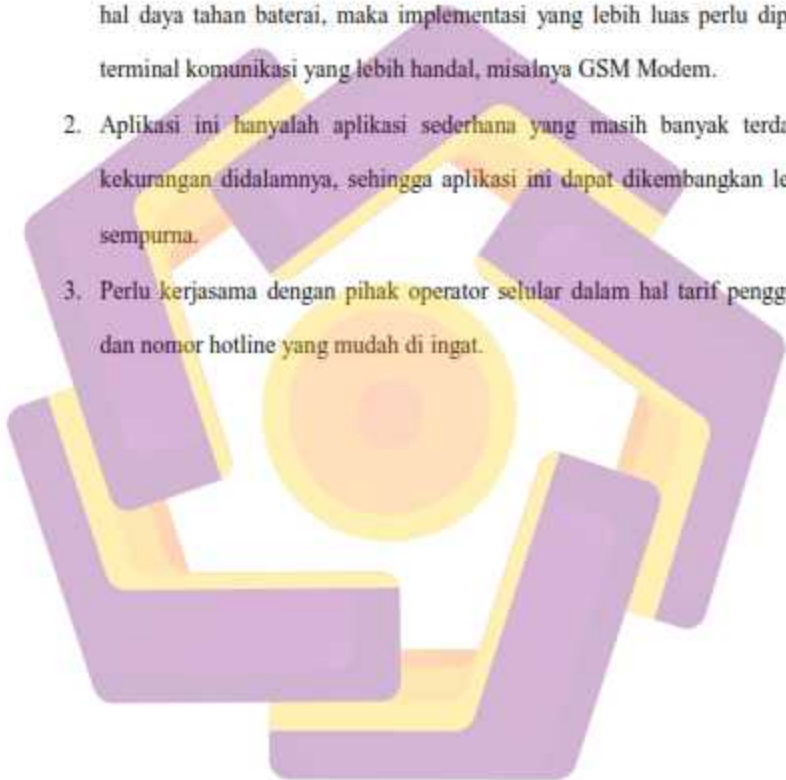 hal daya tahan baterai, maka implementasi yang lebih luas perlu dip
terminal komunikasi yang lebih handal, misalnya GSM Modem.
2. Aplikasi ini hanyalah aplikasi sederhana yang masih banyak terda
kekurangan didalamnya, sehingga aplikasi ini dapat dikembangkan le
sempurna.
3. Perlu kerjasama dengan pihak operator selular dalam hal tarif pengg
dan nomor hotline yang mudah di ingat.